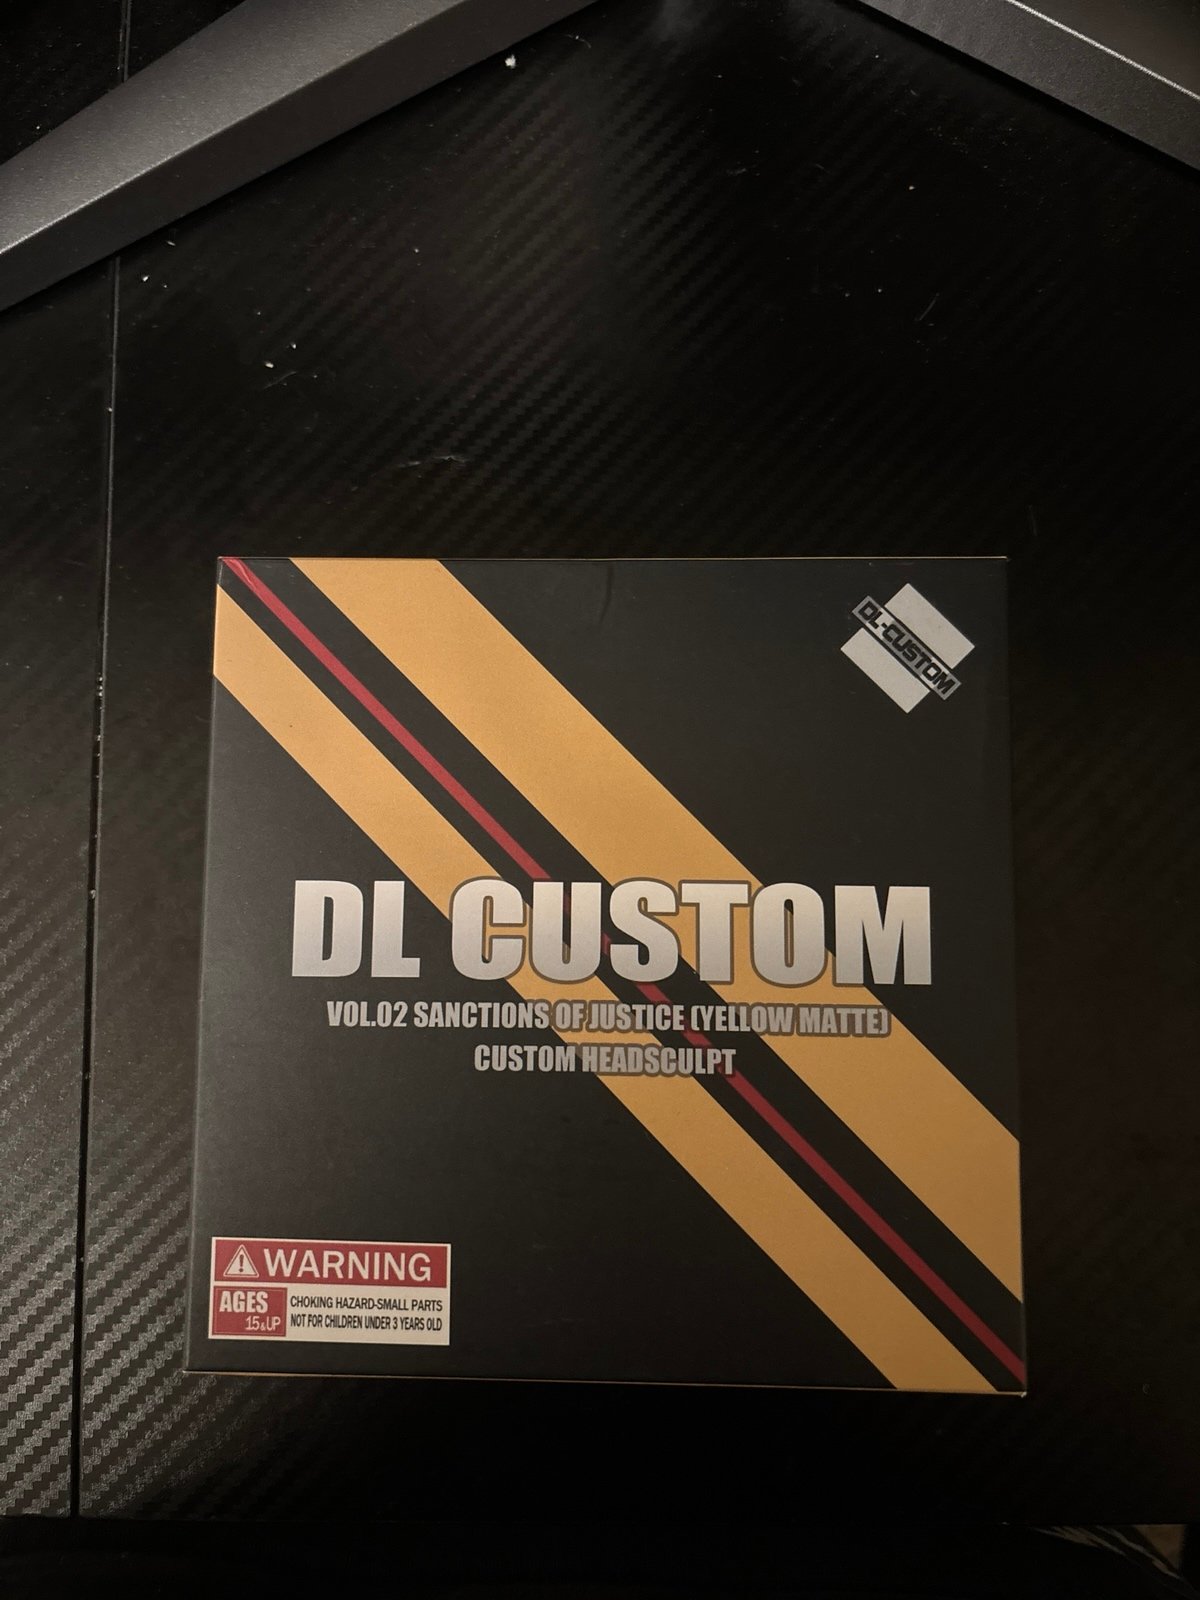 DL-CUSTOM
DL CUSTOM
VOL.02 SANCTIONS OF JUSTICE (YELLOW MATTE)
CUSTOM HEADSCULPT
WARNING
AGES
15&UP
CHOKING HAZARD-SMALL PARTS
NOT FOR CHILDREN UNDER 3 YEARS OLD